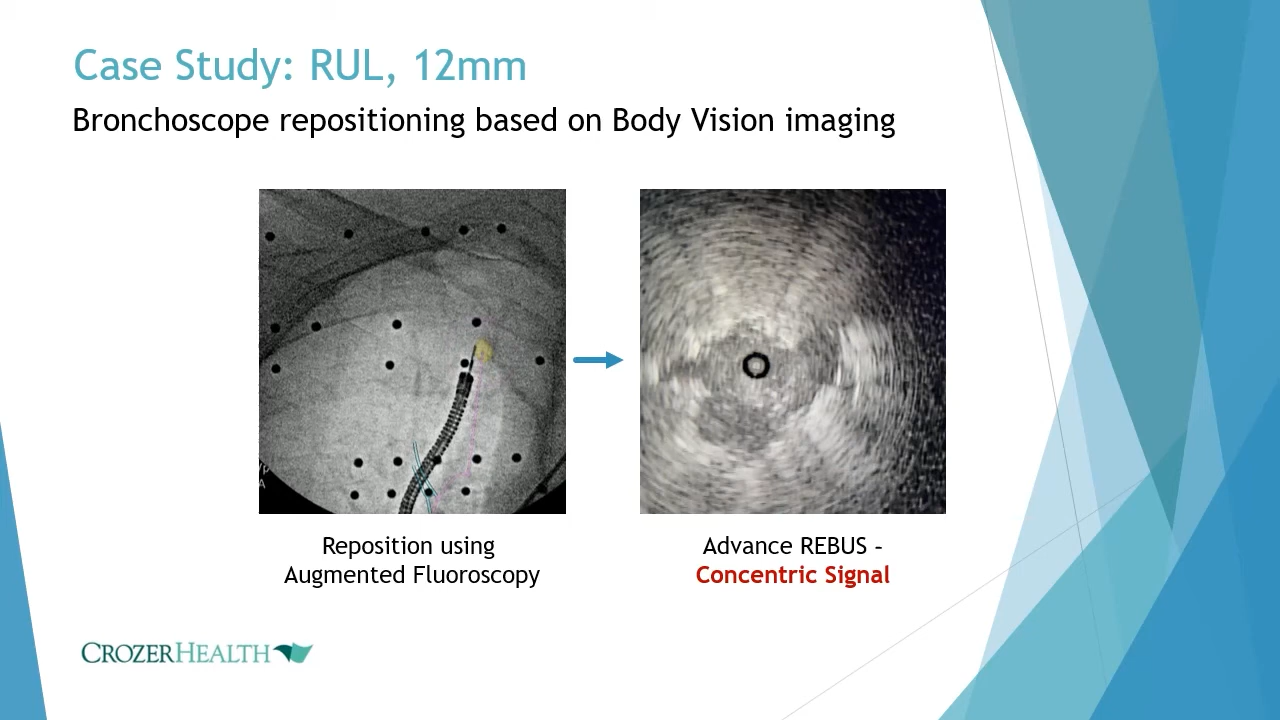 Case Study: RUL, 12mm
Bronchoscope repositioning based on Body Vision imaging
Reposition using
Augmented Fluoroscopy
Advance REBUS –
Concentric Signal
CROZERHEALTH